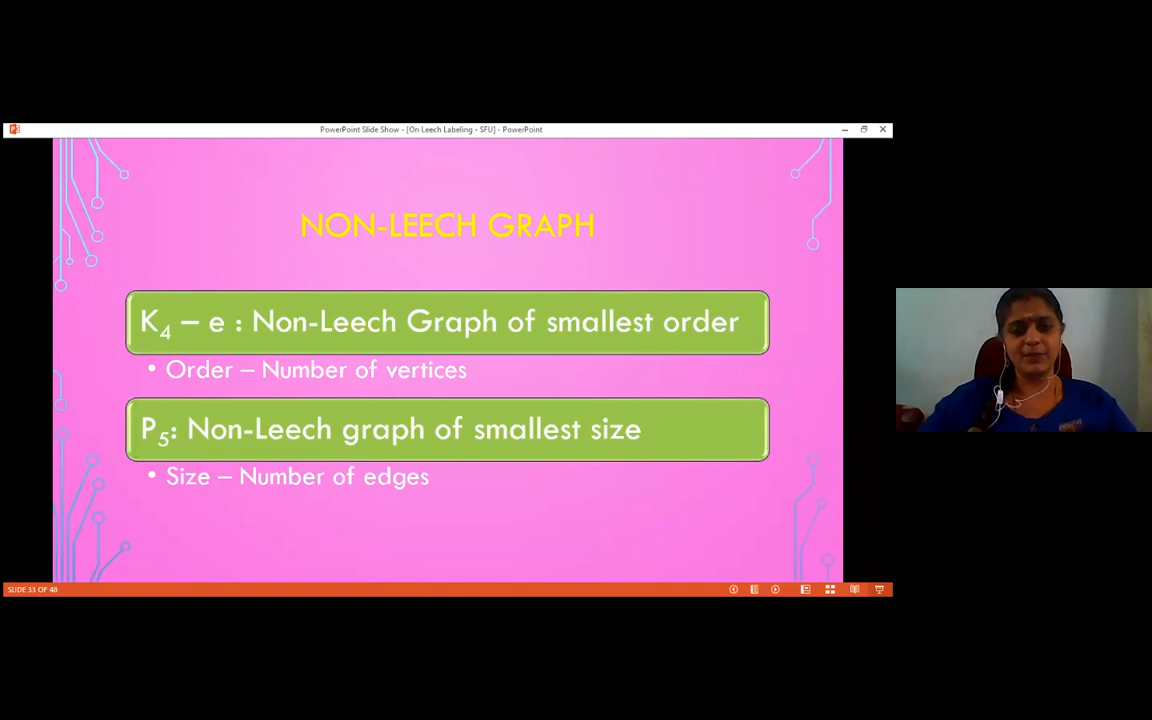 PowerPoint Slide Show - [On Leech Labeling - SFU] - PowerPoint
NON-LEECH GRAPH
K₄ – e : Non-Leech Graph of smallest order
• Order – Number of vertices
P₅: Non-Leech graph of smallest size
• Size – Number of edges
SLIDE 33 OF 48